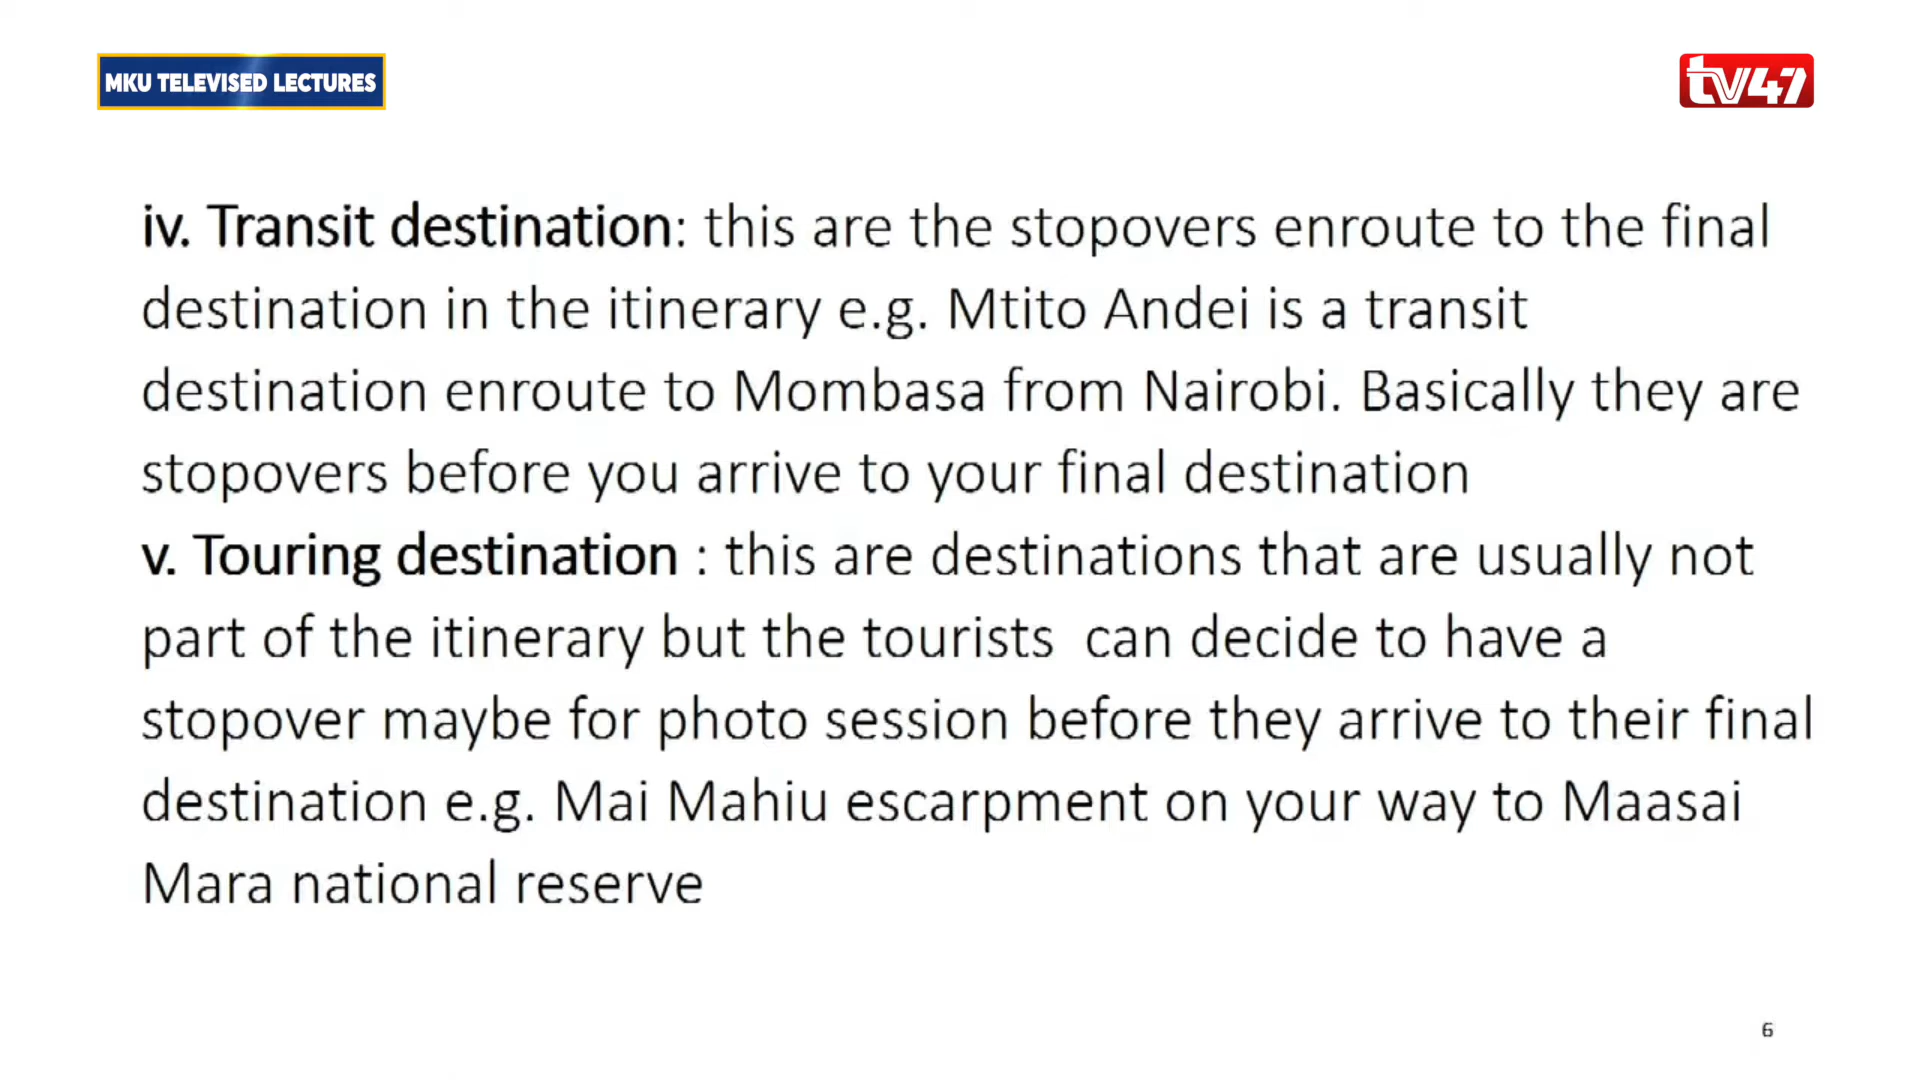 MKU TELEVISED LECTURES
tv47
iv. Transit destination: this are the stopovers enroute to the final
destination in the itinerary e.g. Mtito Andei is a transit
destination enroute to Mombasa from Nairobi. Basically they are
stopovers before you arrive to your final destination
v. Touring destination : this are destinations that are usually not
part of the itinerary but the tourists  can decide to have a
stopover maybe for photo session before they arrive to their final
destination e.g. Mai Mahiu escarpment on your way to Maasai
Mara national reserve
6